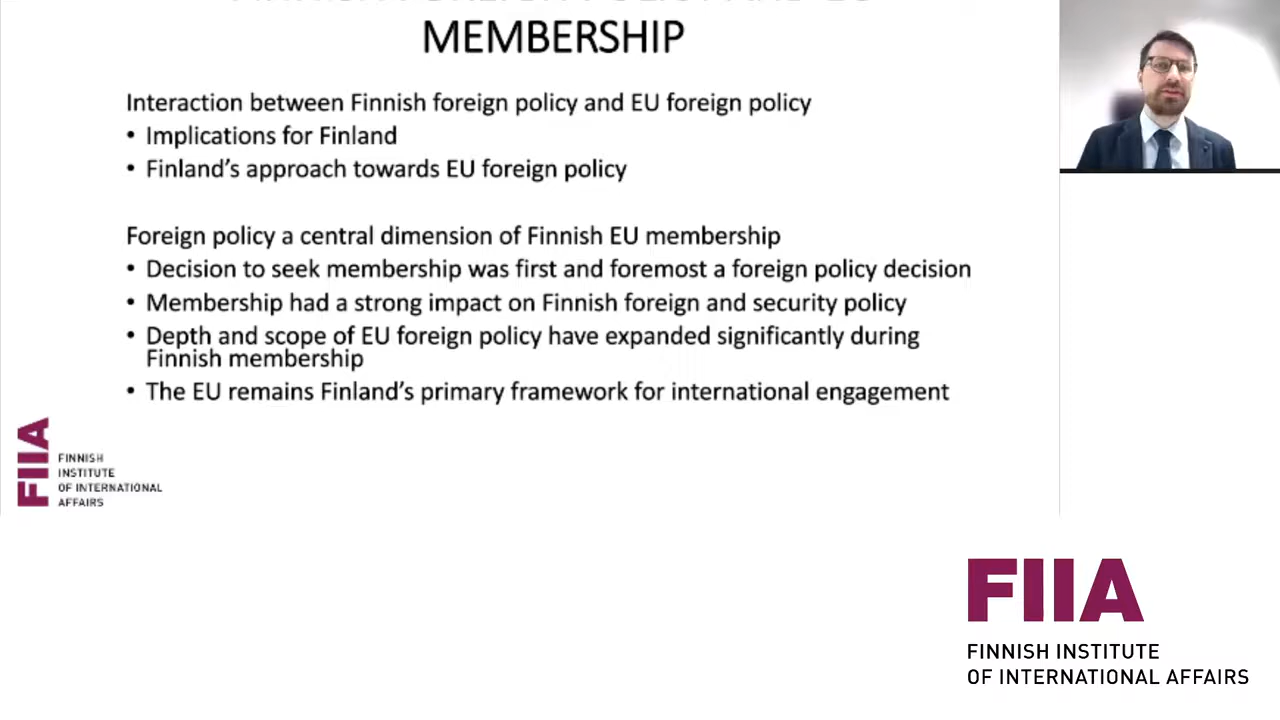 MEMBERSHIP
Interaction between Finnish foreign policy and EU foreign policy
• Implications for Finland
• Finland's approach towards EU foreign policy
Foreign policy a central dimension of Finnish EU membership
• Decision to seek membership was first and foremost a foreign policy decision
• Membership had a strong impact on Finnish foreign and security policy
• Depth and scope of EU foreign policy have expanded significantly during
Finnish membership
• The EU remains Finland's primary framework for international engagement
FIIA
FINNISH
INSTITUTE
OF INTERNATIONAL
AFFAIRS
FIIA
FINNISH INSTITUTE
OF INTERNATIONAL AFFAIRS